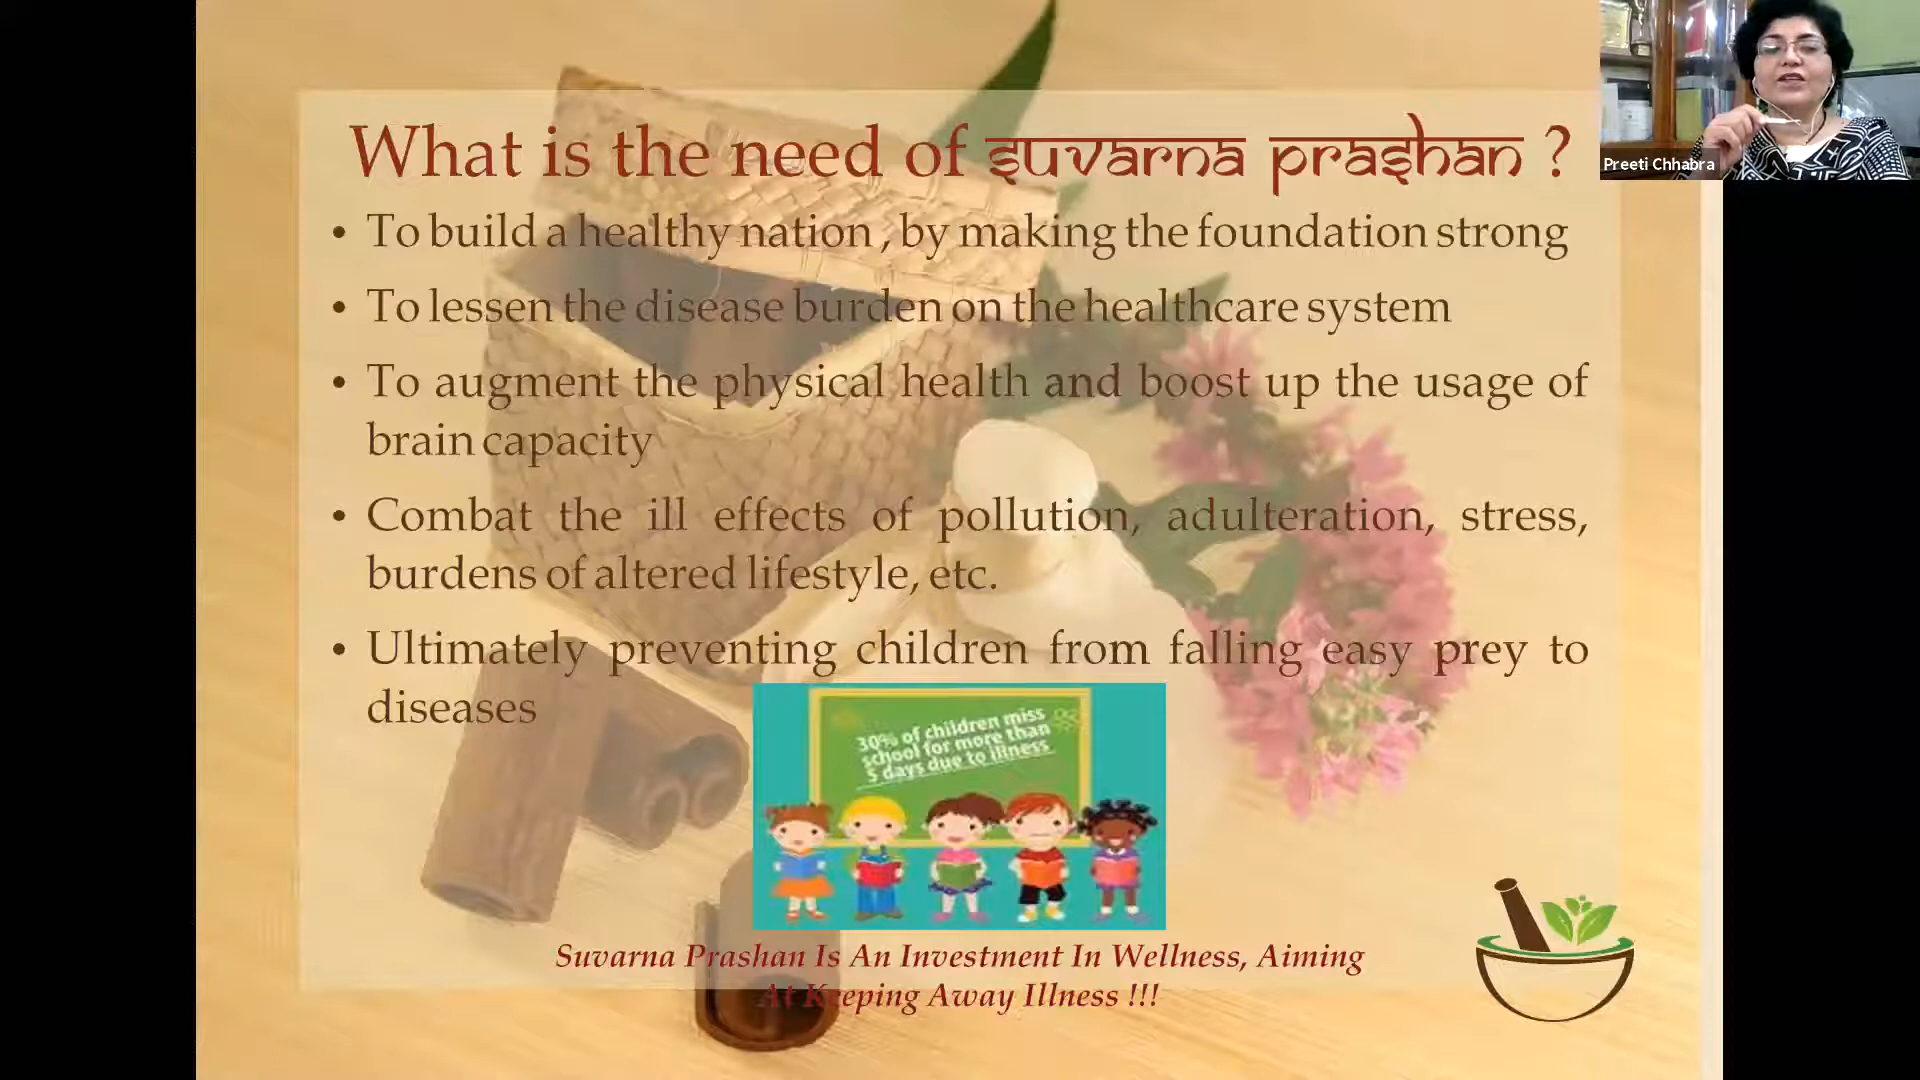 What is the need of suvarna prashan ?
• To build a healthy nation , by making the foundation strong
• To lessen the disease burden on the healthcare system
• To augment the physical health and boost up the usage of
brain capacity
• Combat the ill effects of pollution, adulteration, stress,
burdens of altered lifestyle, etc.
• Ultimately preventing children from falling easy prey to
diseases
30% of children miss
school for more than
5 days due to illness
Suvarna Prashan Is An Investment In Wellness, Aiming
At Keeping Away Illness !!!
Preeti Chhabra